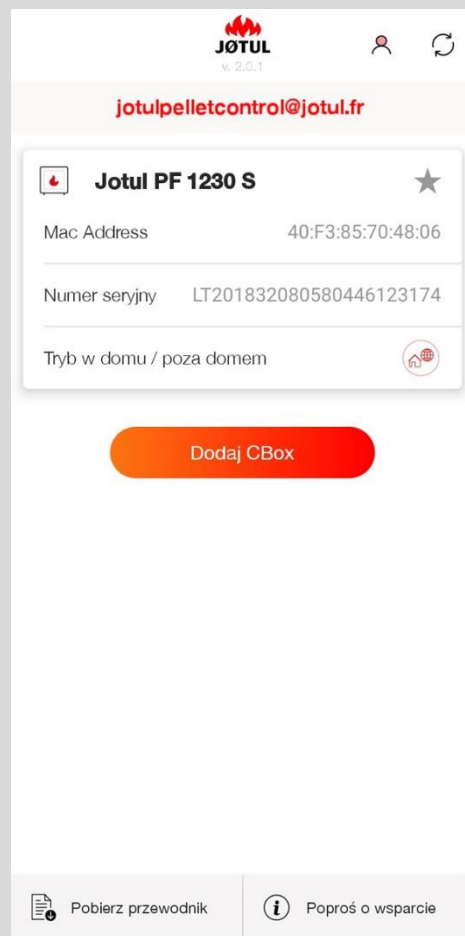 JØTUL
v. 2.0.1
jotulpelletcontrol@jotul.fr
Jotul PF 1230 S
Mac Address 40:F3:85:70:48:06
Numer seryjny LT201832080580446123174
Tryb w domu / poza domem
Dodaj CBox
Pobierz przewodnik
Poproś o wsparcie